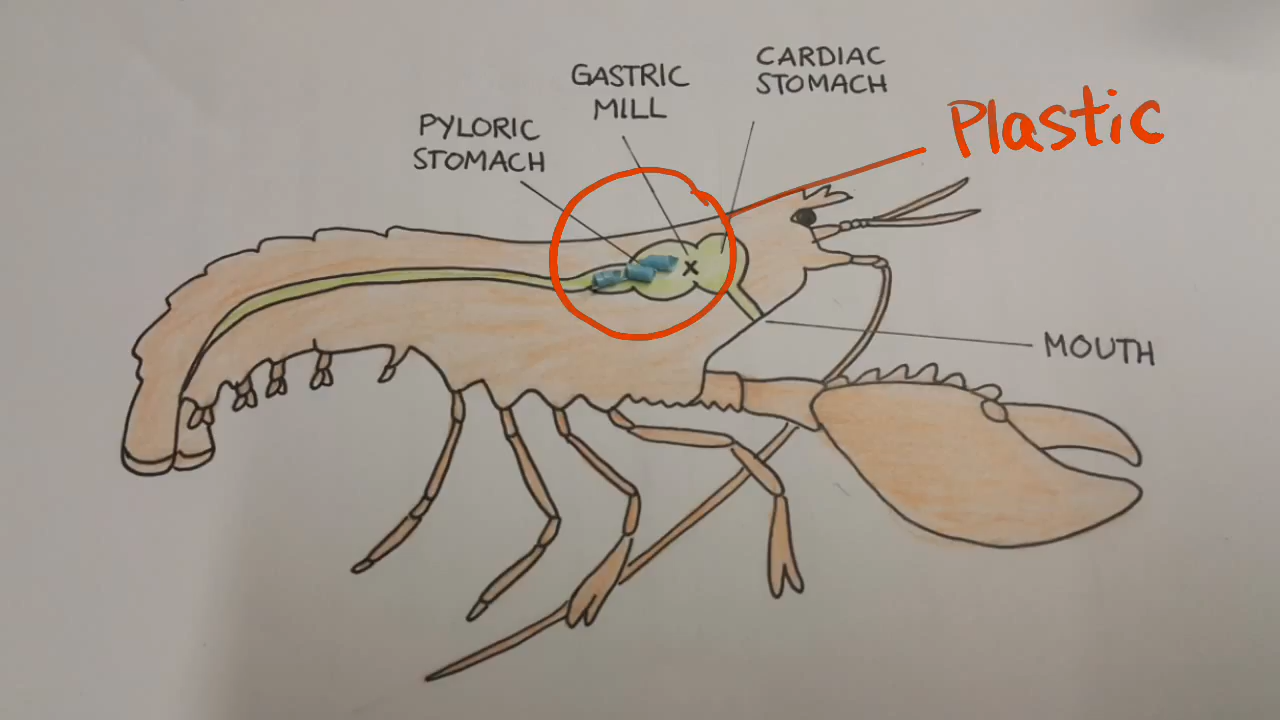 CARDIAC
STOMACH
GASTRIC
MILL
PYLORIC
STOMACH
Plastic
x
MOUTH